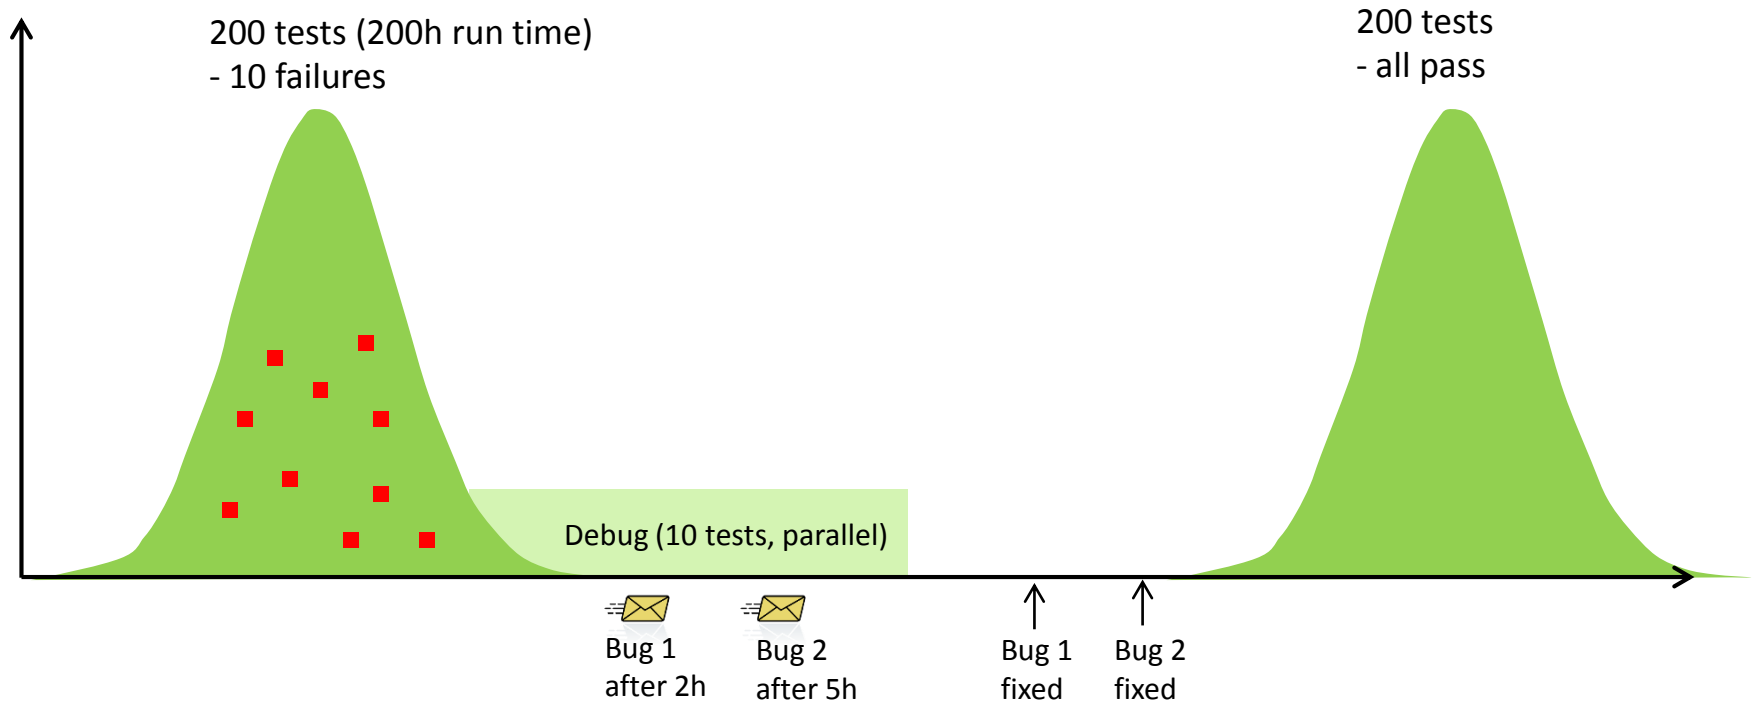 200 tests (200h run time)
- 10 failures
200 tests
- all pass
Debug (10 tests, parallel)
Bug 1
after 2h
Bug 2
after 5h
Bug 1
fixed
Bug 2
fixed